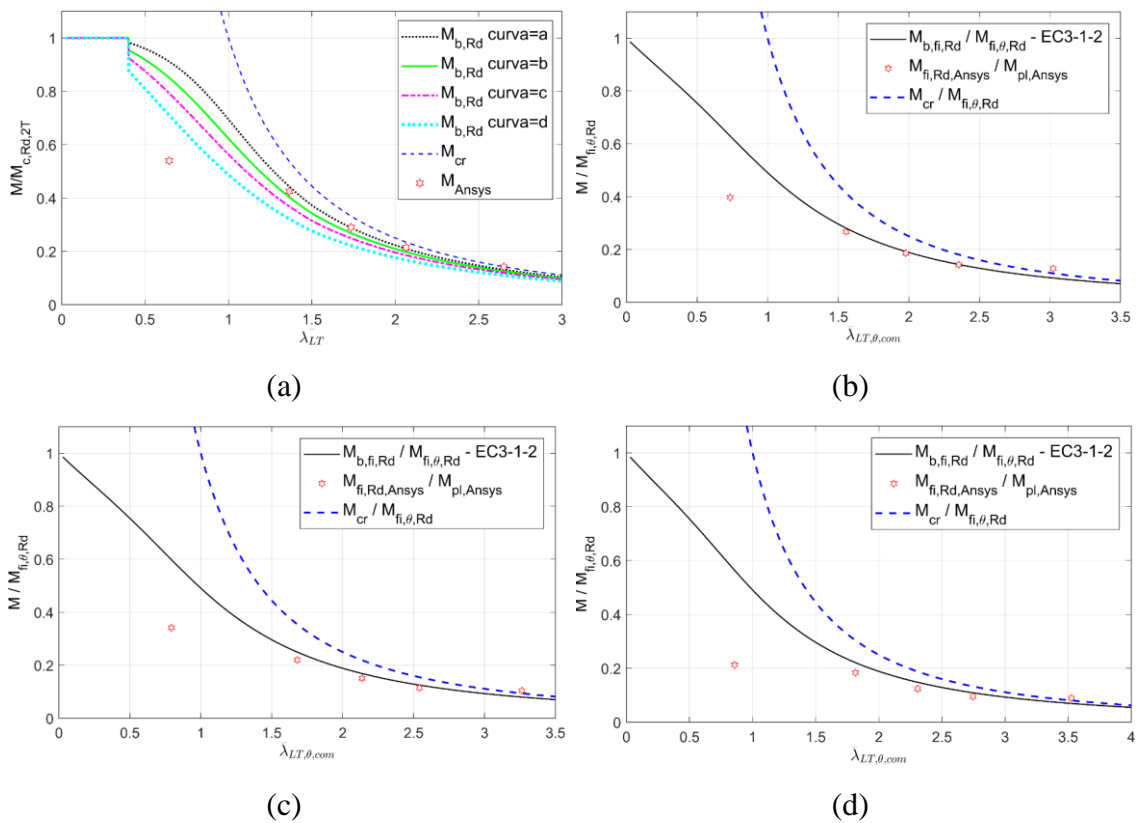 M_b,Rd curva=a
M_b,Rd curva=b
M_b,Rd curva=c
M_b,Rd curva=d
M_cr
M_Ansys
M/M_c,Rd,2T
1
0.8
0.6
0.4
0.2
0
0 0.5 1 1.5 2 2.5 3
λ̄_LT
(a)
M_b,fi,Rd / M_fi,θ,Rd - EC3-1-2
M_fi,Rd,Ansys / M_pl,Ansys
M_cr / M_fi,θ,Rd
M / M_fi,θ,Rd
1
0.8
0.6
0.4
0.2
0
0 0.5 1 1.5 2 2.5 3 3.5
λ̄_LT,θ,com
(b)
M_b,fi,Rd / M_fi,θ,Rd - EC3-1-2
M_fi,Rd,Ansys / M_pl,Ansys
M_cr / M_fi,θ,Rd
M / M_fi,θ,Rd
1
0.8
0.6
0.4
0.2
0
0 0.5 1 1.5 2 2.5 3 3.5
λ̄_LT,θ,com
(c)
M_b,fi,Rd / M_fi,θ,Rd - EC3-1-2
M_fi,Rd,Ansys / M_pl,Ansys
M_cr / M_fi,θ,Rd
M / M_fi,θ,Rd
1
0.8
0.6
0.4
0.2
0
0 0.5 1 1.5 2 2.5 3 3.5 4
λ̄_LT,θ,com
(d)